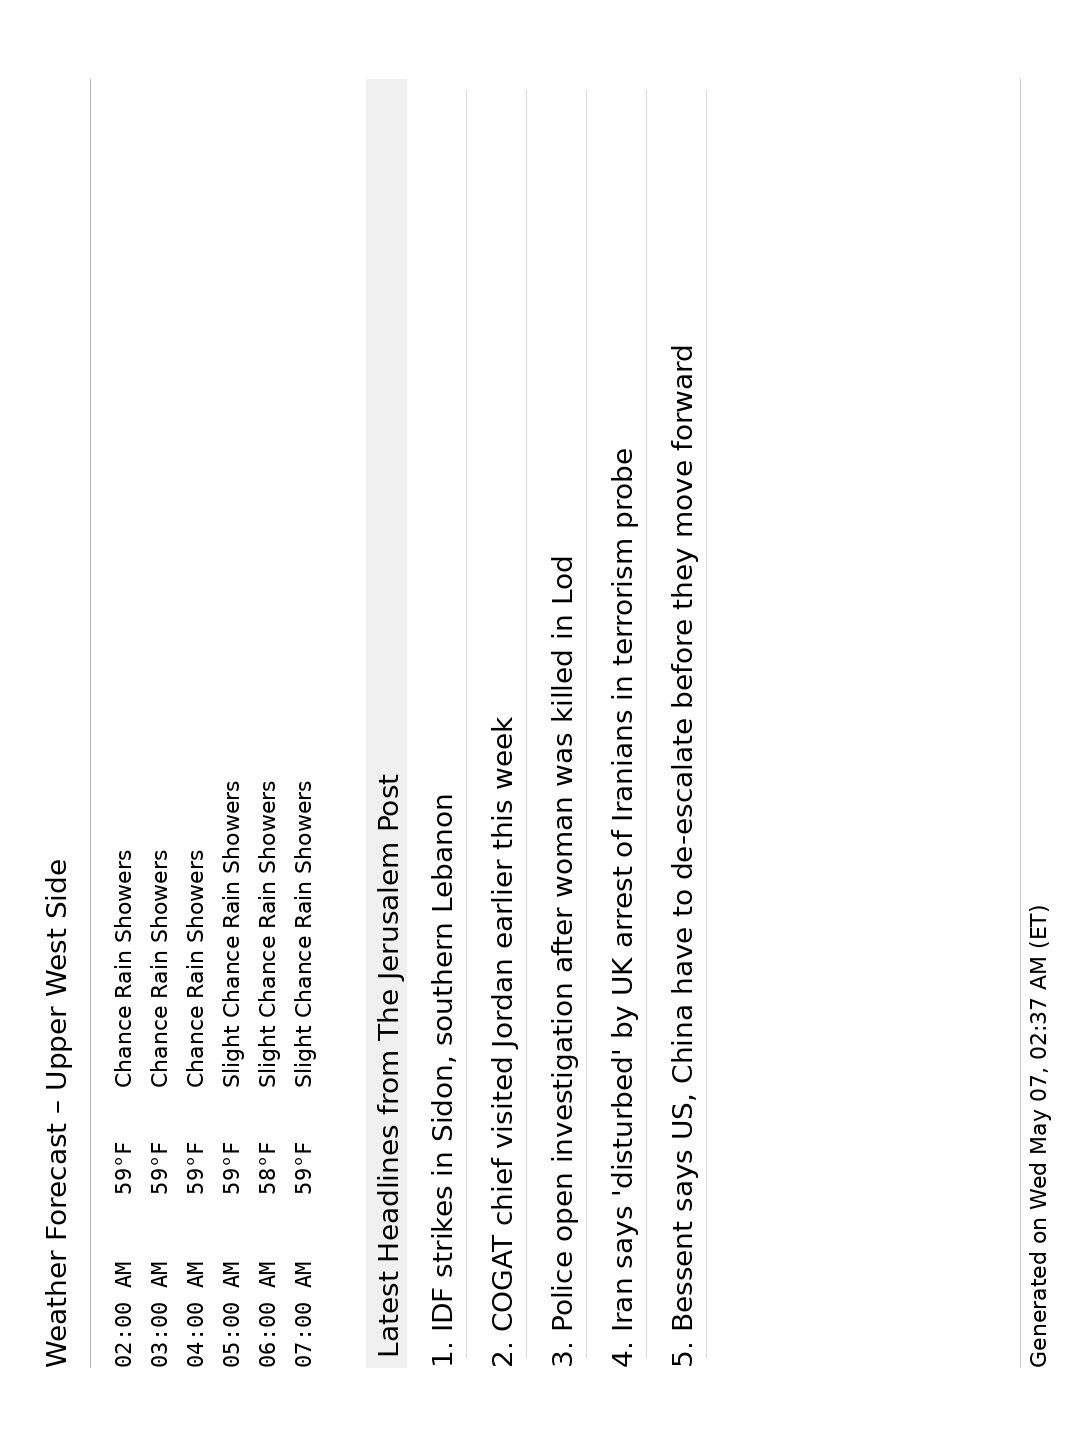 Weather Forecast – Upper West Side
02:00 AM 59°F Chance Rain Showers
03:00 AM 59°F Chance Rain Showers
04:00 AM 59°F Chance Rain Showers
05:00 AM 59°F Slight Chance Rain Showers
06:00 AM 58°F Slight Chance Rain Showers
07:00 AM 59°F Slight Chance Rain Showers
Latest Headlines from The Jerusalem Post
1. IDF strikes in Sidon, southern Lebanon
2. COGAT chief visited Jordan earlier this week
3. Police open investigation after woman was killed in Lod
4. Iran says 'disturbed' by UK arrest of Iranians in terrorism probe
5. Bessent says US, China have to de-escalate before they move forward
Generated on Wed May 07, 02:37 AM (ET)